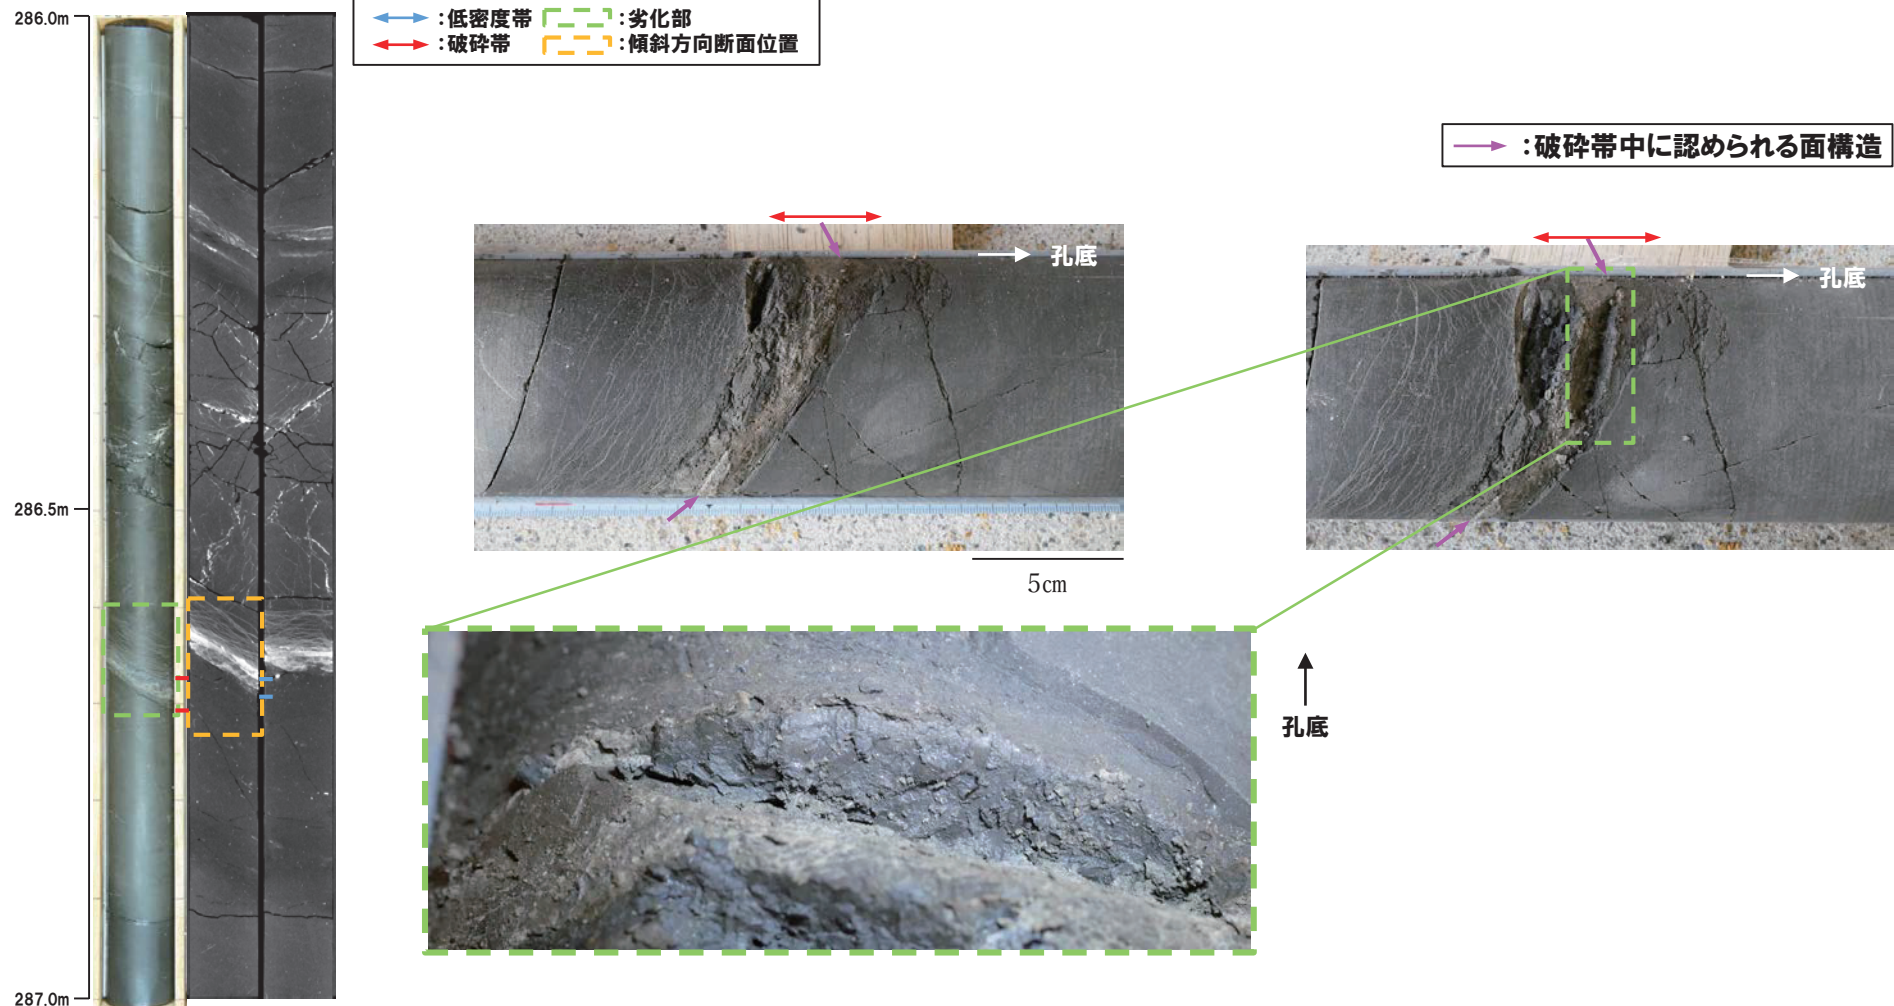 286.0m
:低密度帯
:劣化部
:破砕帯
:傾斜方向断面位置
:破砕帯中に認められる面構造
孔底
孔底
286.5m
5cm
孔底
287.0m